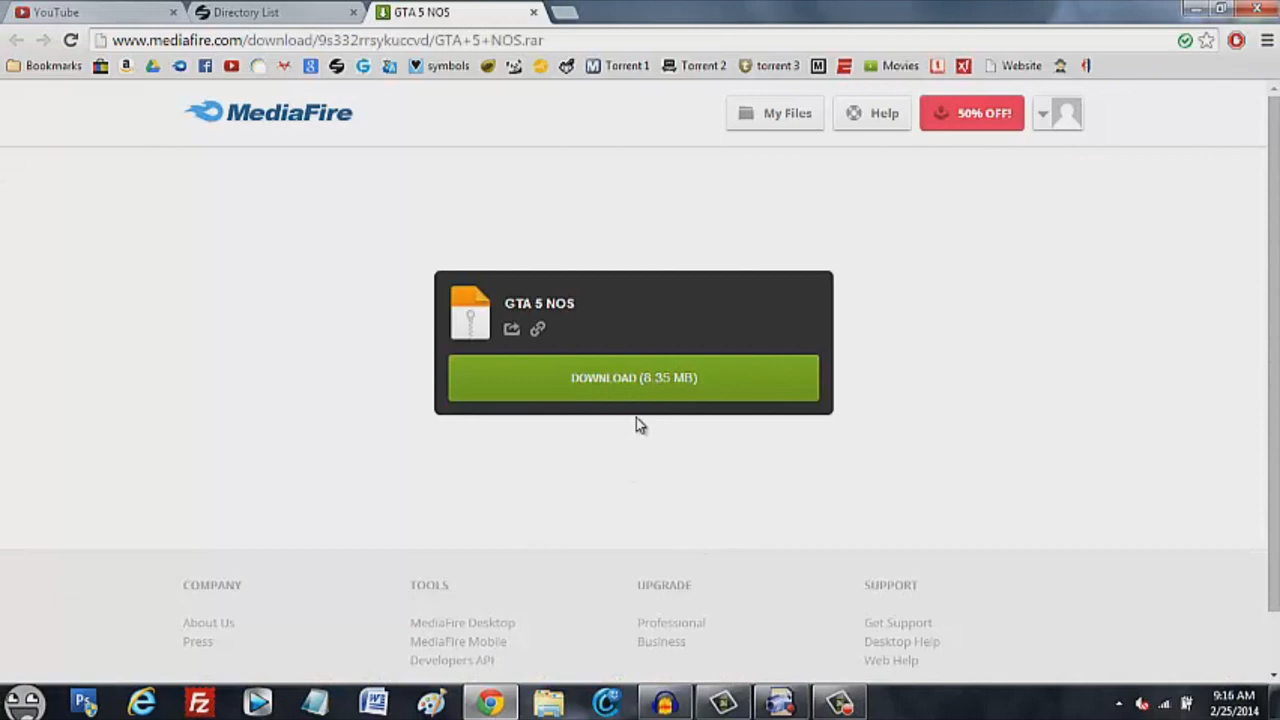 YouTube
Directory List
GTA 5 NOS
www.mediafire.com/download/9s332rrsykuccvd/GTA+5+NOS.rar
Bookmarks
symbols
Torrent 1
Torrent 2
torrent 3
Movies
Website
MediaFire
My Files
Help
50% OFF!
GTA 5 NOS
DOWNLOAD (8.35 MB)
COMPANY
About Us
Press
TOOLS
MediaFire Desktop
MediaFire Mobile
Developers API
UPGRADE
Professional
Business
SUPPORT
Get Support
Desktop Help
Web Help
9:16 AM
2/25/2014